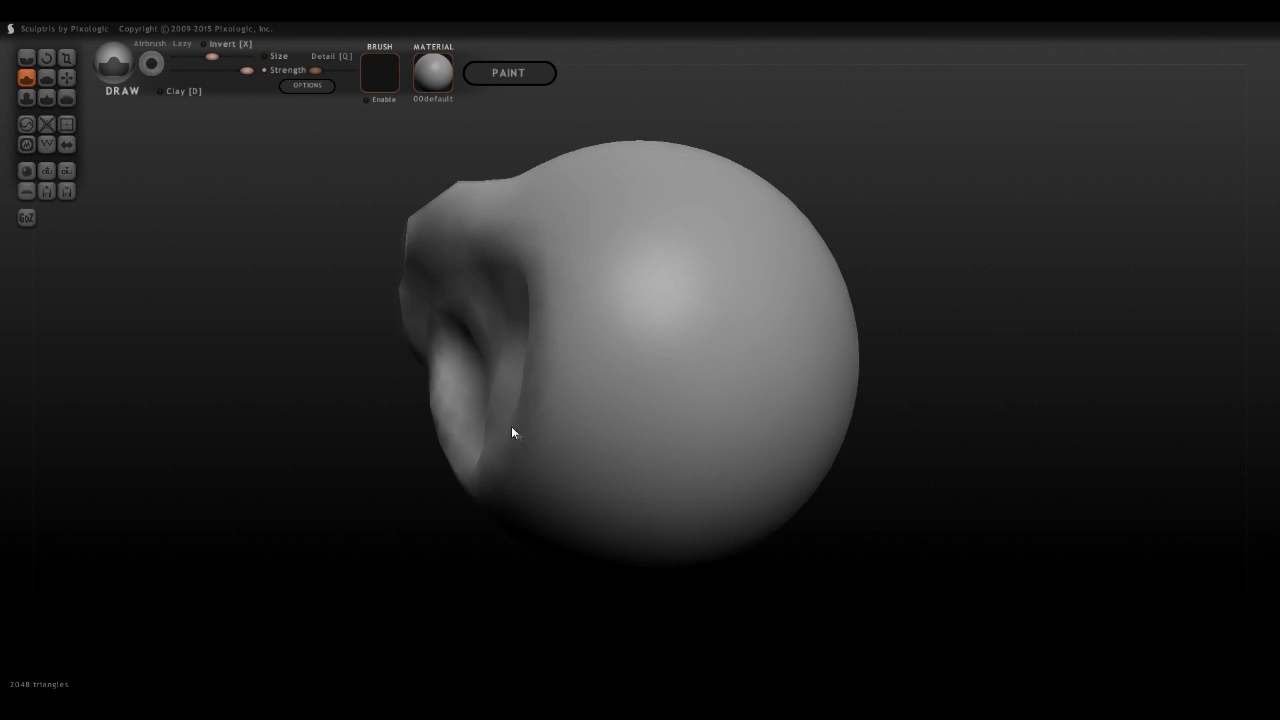 Sculptris by Pixologic Copyright © 2009-2015 Pixologic, Inc.
Airbrush Lazy Invert [X]
Size Detail [Q]
Strength
DRAW Clay [D]
OPTIONS
BRUSH
Enable
MATERIAL
00default
PAINT
GoZ
2048 triangles